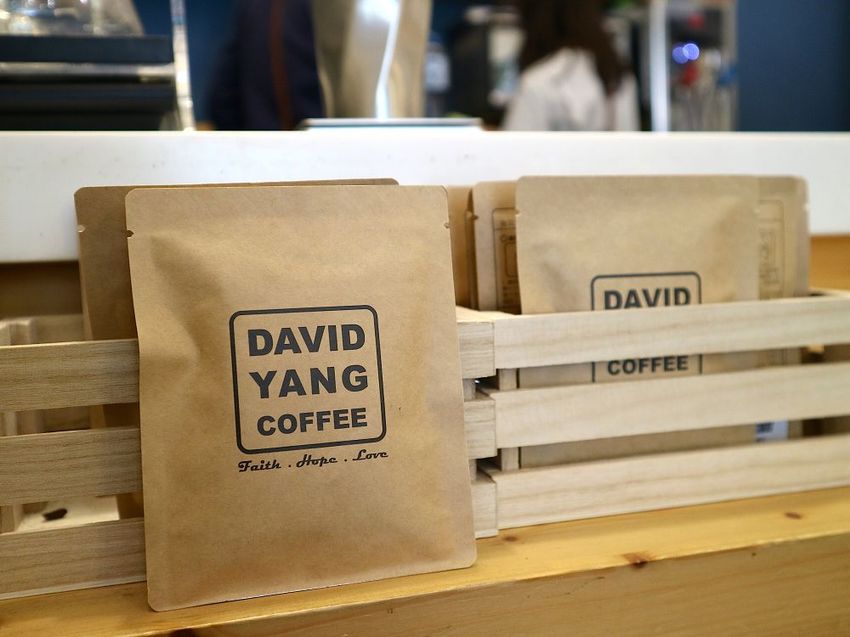 DAVID
YANG
COFFEE
Faith . Hope . Love
DAVID
COFFEE